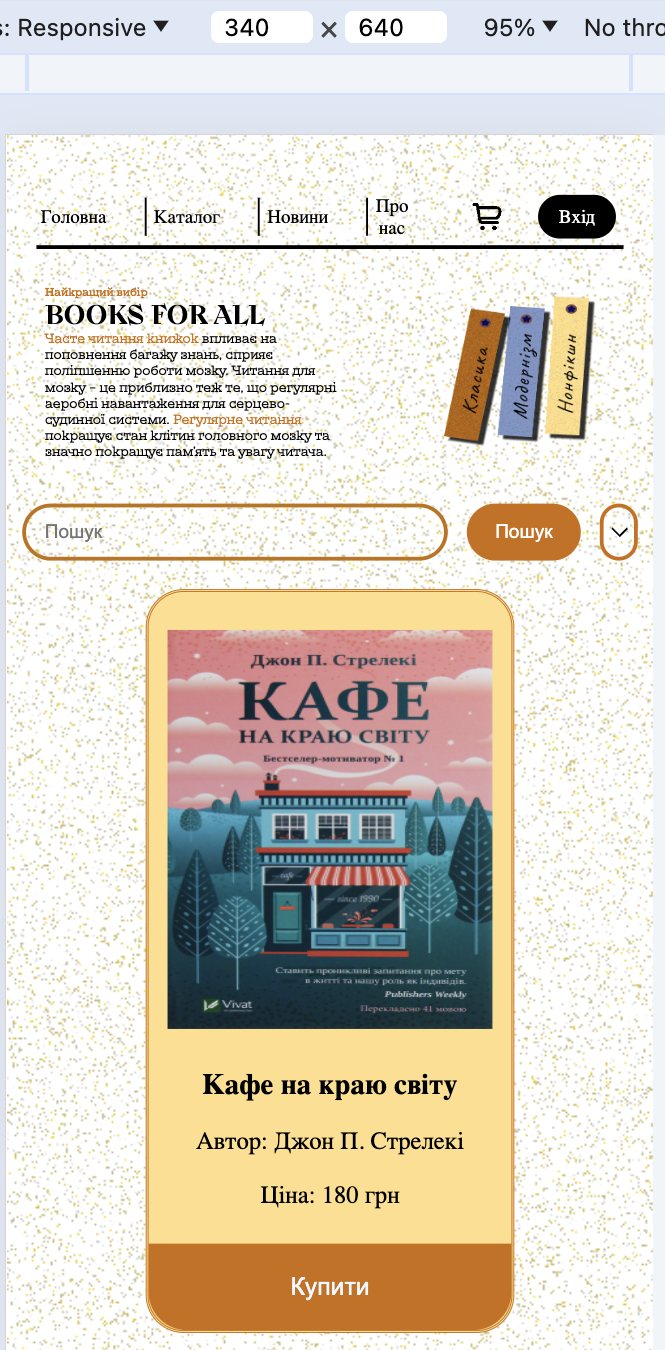 s: Responsive 340 × 640 95% No thro
Головна Каталог Новини Про нас Вхід
Найкращий вибір
BOOKS FOR ALL
Часте читання книжок впливає на
поповнення багажу знань, сприяє
поліпшенню роботи мозку. Читання для
мозку – це приблизно теж те, що регулярні
аеробні навантаження для серцево-
судинної системи. Регулярне читання
покращує стан клітин головного мозку та
значно покращує пам'ять та увагу читача.
Класика
Модернізм
Нонфікшн
Пошук Пошук
Джон П. Стрелекі
КАФЕ
НА КРАЮ СВІТУ
Бестселер-мотиватор № 1
cafe
since 1990
Ставить проникливі запитання про мету
в житті та нашу роль як індивідів.
Publishers Weekly
Перекладено 41 мовою
Vivat
Кафе на краю світу
Автор: Джон П. Стрелекі
Ціна: 180 грн
Купити